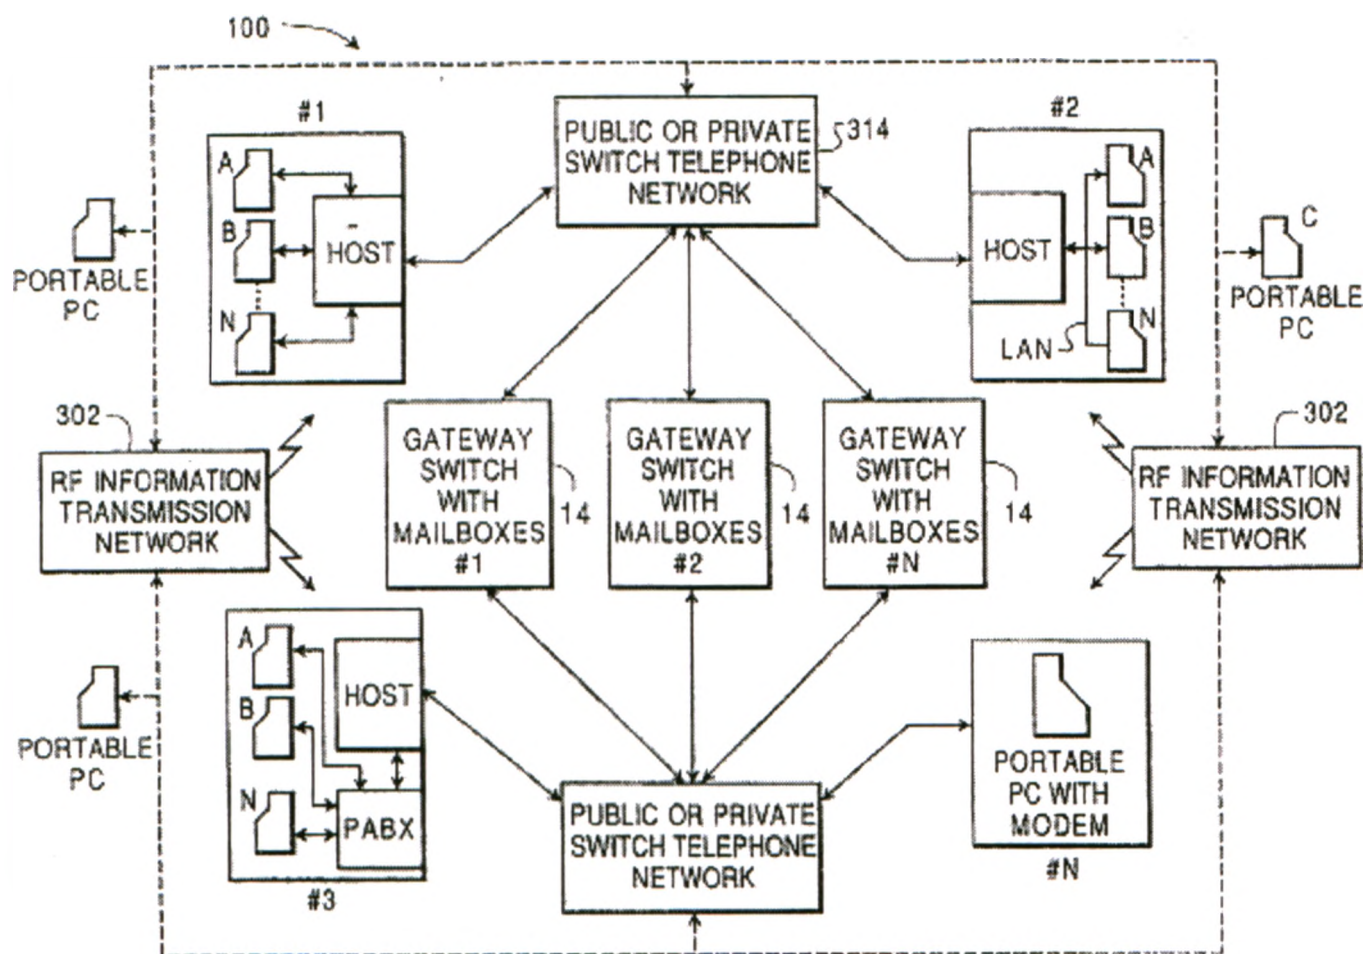 100
#1
PUBLIC OR PRIVATE
SWITCH TELEPHONE
NETWORK
314
#2
A
B
N
HOST
HOST
A
B
N
LAN
PORTABLE
PC
C
PORTABLE
PC
302
RF INFORMATION
TRANSMISSION
NETWORK
GATEWAY
SWITCH
WITH
MAILBOXES
#1
14
GATEWAY
SWITCH
WITH
MAILBOXES
#2
14
GATEWAY
SWITCH
WITH
MAILBOXES
#N
14
302
RF INFORMATION
TRANSMISSION
NETWORK
PORTABLE
PC
A
B
N
HOST
PABX
#3
PUBLIC OR PRIVATE
SWITCH TELEPHONE
NETWORK
PORTABLE
PC WITH
MODEM
#N